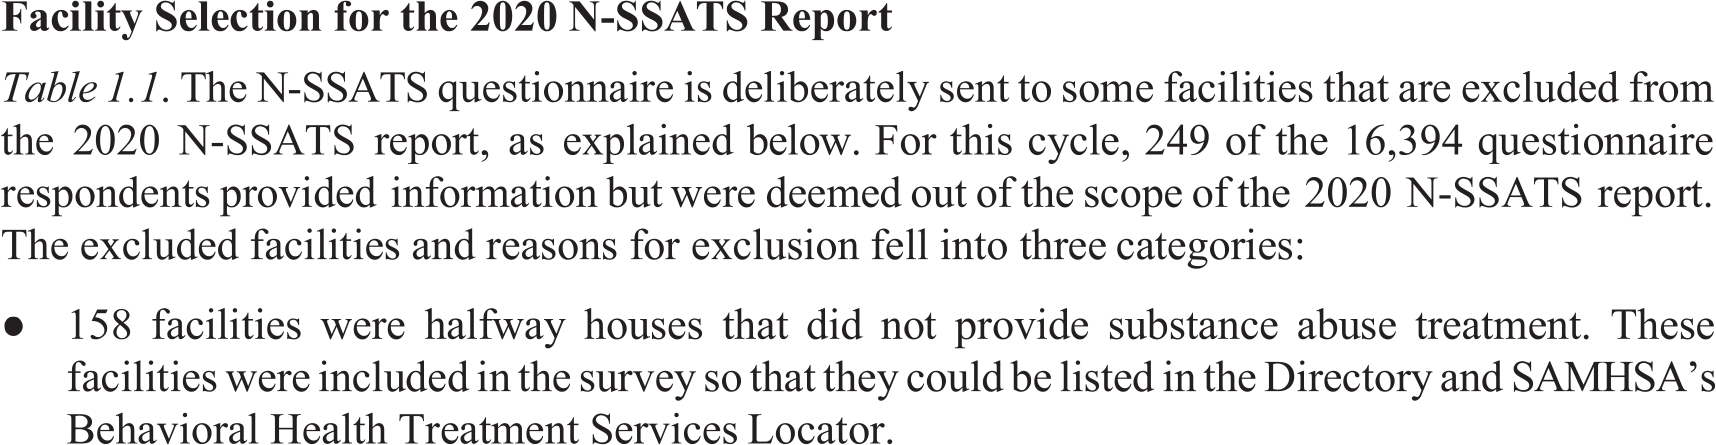 Facility Selection for the 2020 N-SSATS Report
Table 1.1. The N-SSATS questionnaire is deliberately sent to some facilities that are excluded from
the 2020 N-SSATS report, as explained below. For this cycle, 249 of the 16,394 questionnaire
respondents provided information but were deemed out of the scope of the 2020 N-SSATS report.
The excluded facilities and reasons for exclusion fell into three categories:
● 158 facilities were halfway houses that did not provide substance abuse treatment. These
facilities were included in the survey so that they could be listed in the Directory and SAMHSA’s
Behavioral Health Treatment Services Locator.